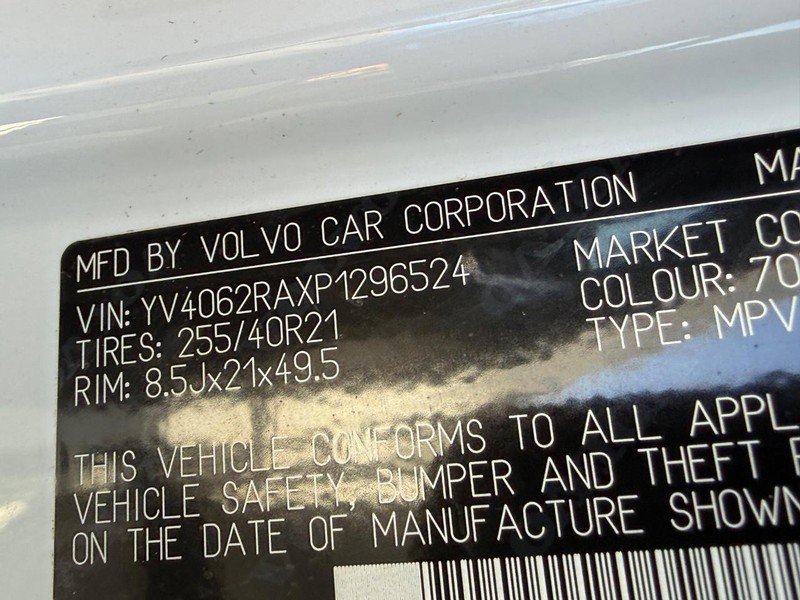 MA
MFD BY VOLVO CAR CORPORATION
MARKET CO
VIN: YV4062RAXP1296524
COLOUR: 70
TIRES: 255/40R21
TYPE: MPV
RIM: 8.5Jx21x49.5
THIS VEHICLE CONFORMS TO ALL APPL
VEHICLE SAFETY, BUMPER AND THEFT
ON THE DATE OF MANUFACTURE SHOWN